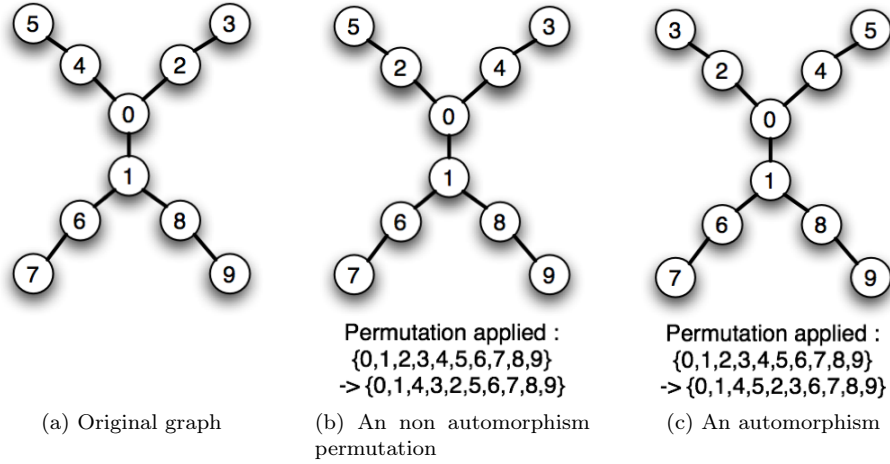 5 3 5 3 3 5
4 2 2 4 2 4
0 0 0
1 1 1
6 8 6 8 6 8
7 9 7 9 7 9
Permutation applied :
{0,1,2,3,4,5,6,7,8,9}
-> {0,1,4,3,2,5,6,7,8,9}
Permutation applied :
{0,1,2,3,4,5,6,7,8,9}
-> {0,1,4,5,2,3,6,7,8,9}
(a) Original graph
(b) An non automorphism
permutation
(c) An automorphism